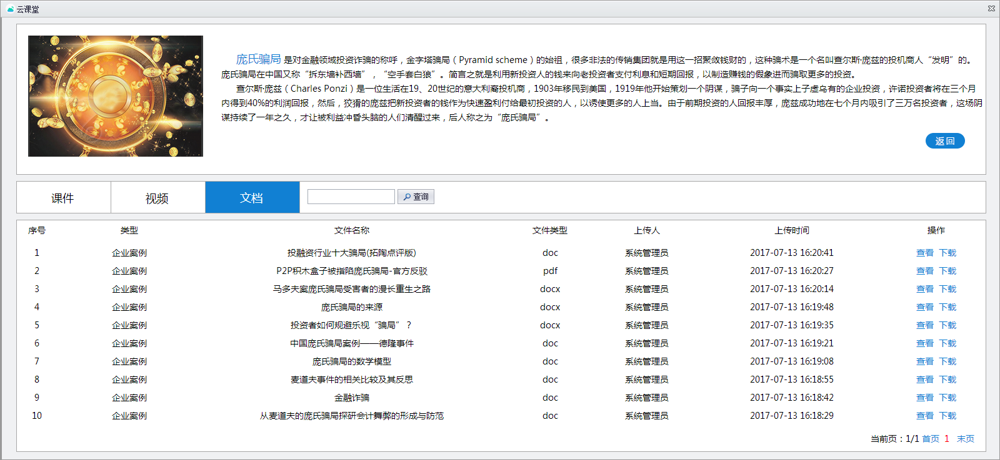 云课堂
庞氏骗局 是对金融领域投资诈骗的称呼，金字塔骗局（Pyramid scheme）的始祖，很多非法的传销集团就是用这一招聚敛钱财的，这种骗术是一个名叫查尔斯·庞兹的投机商人“发明”的。
庞氏骗局在中国又称“拆东墙补西墙”，“空手套白狼”。简言之就是利用新投资人的钱来向老投资者支付利息和短期回报，以制造赚钱的假象进而骗取更多的投资。
查尔斯·庞兹（Charles Ponzi）是一位生活在19、20世纪的意大利裔投机商，1903年移民到美国，1919年他开始策划一个阴谋，骗子向一个事实上子虚乌有的企业投资，许诺投资者将在三个月
内得到40%的利润回报，然后，狡猾的庞兹把新投资者的钱作为快速盈利付给最初投资的人，以诱使更多的人上当。由于前期投资的人回报丰厚，庞兹成功地在七个月内吸引了三万名投资者，这场阴
谋持续了一年之久，才让被利益冲昏头脑的人们清醒过来，后人称之为“庞氏骗局”。
返回
课件 视频 文档 查询
序号 类型 文件名称 文件类型 上传人 上传时间 操作
1 企业案例 投融资行业十大骗局(拓陶点评版) doc 系统管理员 2017-07-13 16:20:41 查看 下载
2 企业案例 P2P积木盒子被指陷庞氏骗局-官方反驳 pdf 系统管理员 2017-07-13 16:20:27 查看 下载
3 企业案例 马多夫案庞氏骗局受害者的漫长重生之路 docx 系统管理员 2017-07-13 16:20:14 查看 下载
4 企业案例 庞氏骗局的来源 docx 系统管理员 2017-07-13 16:19:48 查看 下载
5 企业案例 投资者如何规避乐视“骗局”？ docx 系统管理员 2017-07-13 16:19:35 查看 下载
6 企业案例 中国庞氏骗局案例——德隆事件 doc 系统管理员 2017-07-13 16:19:21 查看 下载
7 企业案例 庞氏骗局的数学模型 doc 系统管理员 2017-07-13 16:19:08 查看 下载
8 企业案例 麦道夫事件的相关比较及其反思 doc 系统管理员 2017-07-13 16:18:55 查看 下载
9 企业案例 金融诈骗 doc 系统管理员 2017-07-13 16:18:42 查看 下载
10 企业案例 从麦道夫的庞氏骗局探研会计舞弊的形成与防范 doc 系统管理员 2017-07-13 16:18:29 查看 下载
当前页：1/1 首页 1 末页